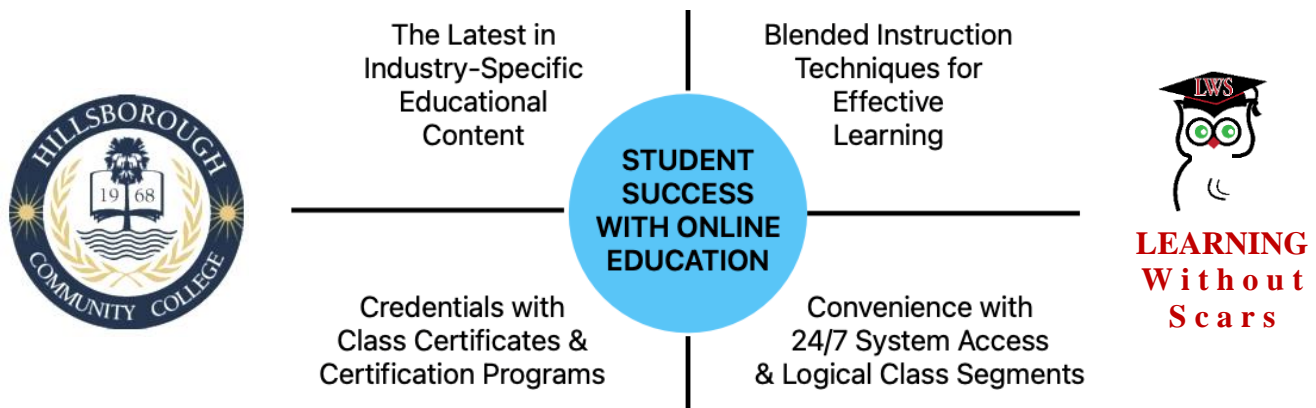 HILLSBOROUGH
19 68
COMMUNITY COLLEGE
The Latest in
Industry-Specific
Educational
Content
Blended Instruction
Techniques for
Effective
Learning
STUDENT
SUCCESS
WITH ONLINE
EDUCATION
Credentials with
Class Certificates &
Certification Programs
Convenience with
24/7 System Access
& Logical Class Segments
LWS
LEARNING
Without
Scars